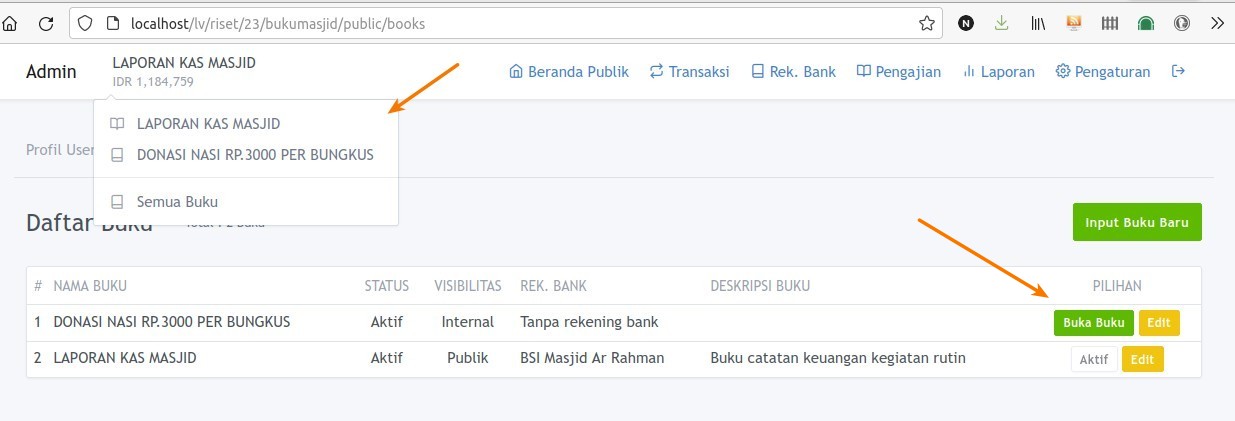 localhost/lv/riset/23/bukumasjid/public/books
Admin
LAPORAN KAS MASJID
IDR 1,184,759
Beranda Publik
Transaksi
Rek. Bank
Pengajian
Laporan
Pengaturan
LAPORAN KAS MASJID
DONASI NASI RP.3000 PER BUNGKUS
Semua Buku
Profil User
Daftar Buku
Total : 2 Buku
Input Buku Baru
# NAMA BUKU STATUS VISIBILITAS REK. BANK DESKRIPSI BUKU PILIHAN
1 DONASI NASI RP.3000 PER BUNGKUS Aktif Internal Tanpa rekening bank Buka Buku Edit
2 LAPORAN KAS MASJID Aktif Publik BSI Masjid Ar Rahman Buku catatan keuangan kegiatan rutin Aktif Edit